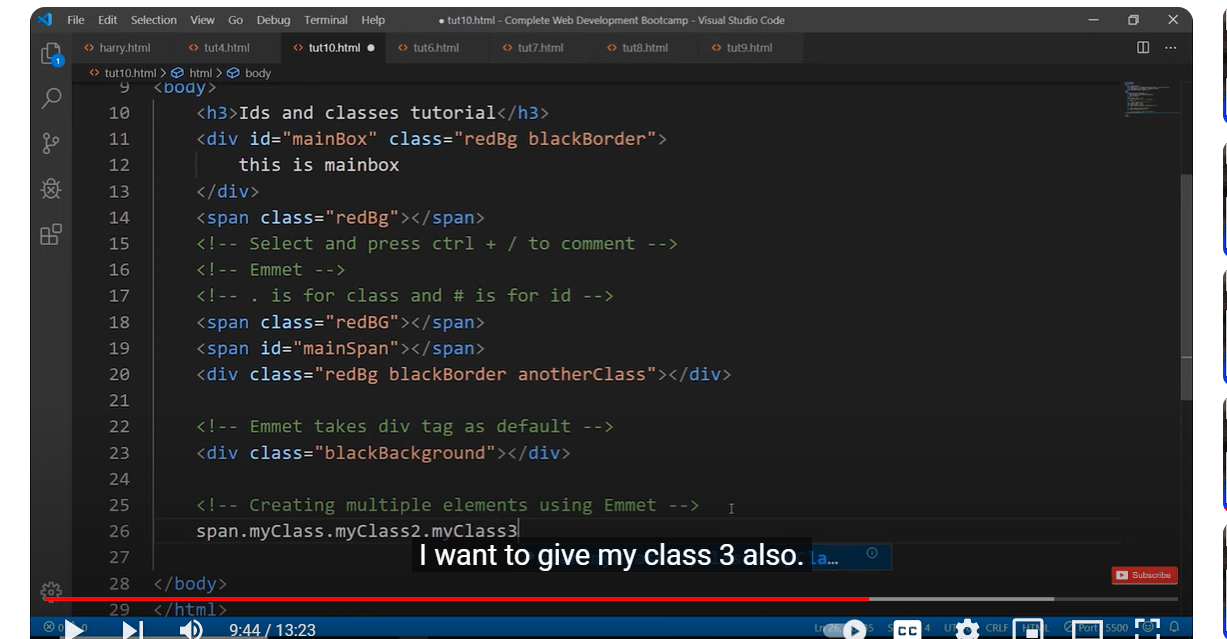 File Edit Selection View Go Debug Terminal Help
● tut10.html - Complete Web Development Bootcamp - Visual Studio Code
harry.html tut4.html tut10.html ● tut6.html tut7.html tut8.html tut9.html
1
tut10.html > html > body
9 <body>
10 <h3>Ids and classes tutorial</h3>
11 <div id="mainBox" class="redBg blackBorder">
12 this is mainbox
13 </div>
14 <span class="redBg"></span>
15 <!-- Select and press ctrl + / to comment -->
16 <!-- Emmet -->
17 <!-- . is for class and # is for id -->
18 <span class="redBG"></span>
19 <span id="mainSpan"></span>
20 <div class="redBg blackBorder anotherClass"></div>
21
22 <!-- Emmet takes div tag as default -->
23 <div class="blackBackground"></div>
24
25 <!-- Creating multiple elements using Emmet -->
26 span.myClass.myClass2.myClass3
27
I want to give my class 3 also.
Subscribe
28 </body>
29 </html>
9:44 / 13:23
CC
CRLF HTML Port 5500